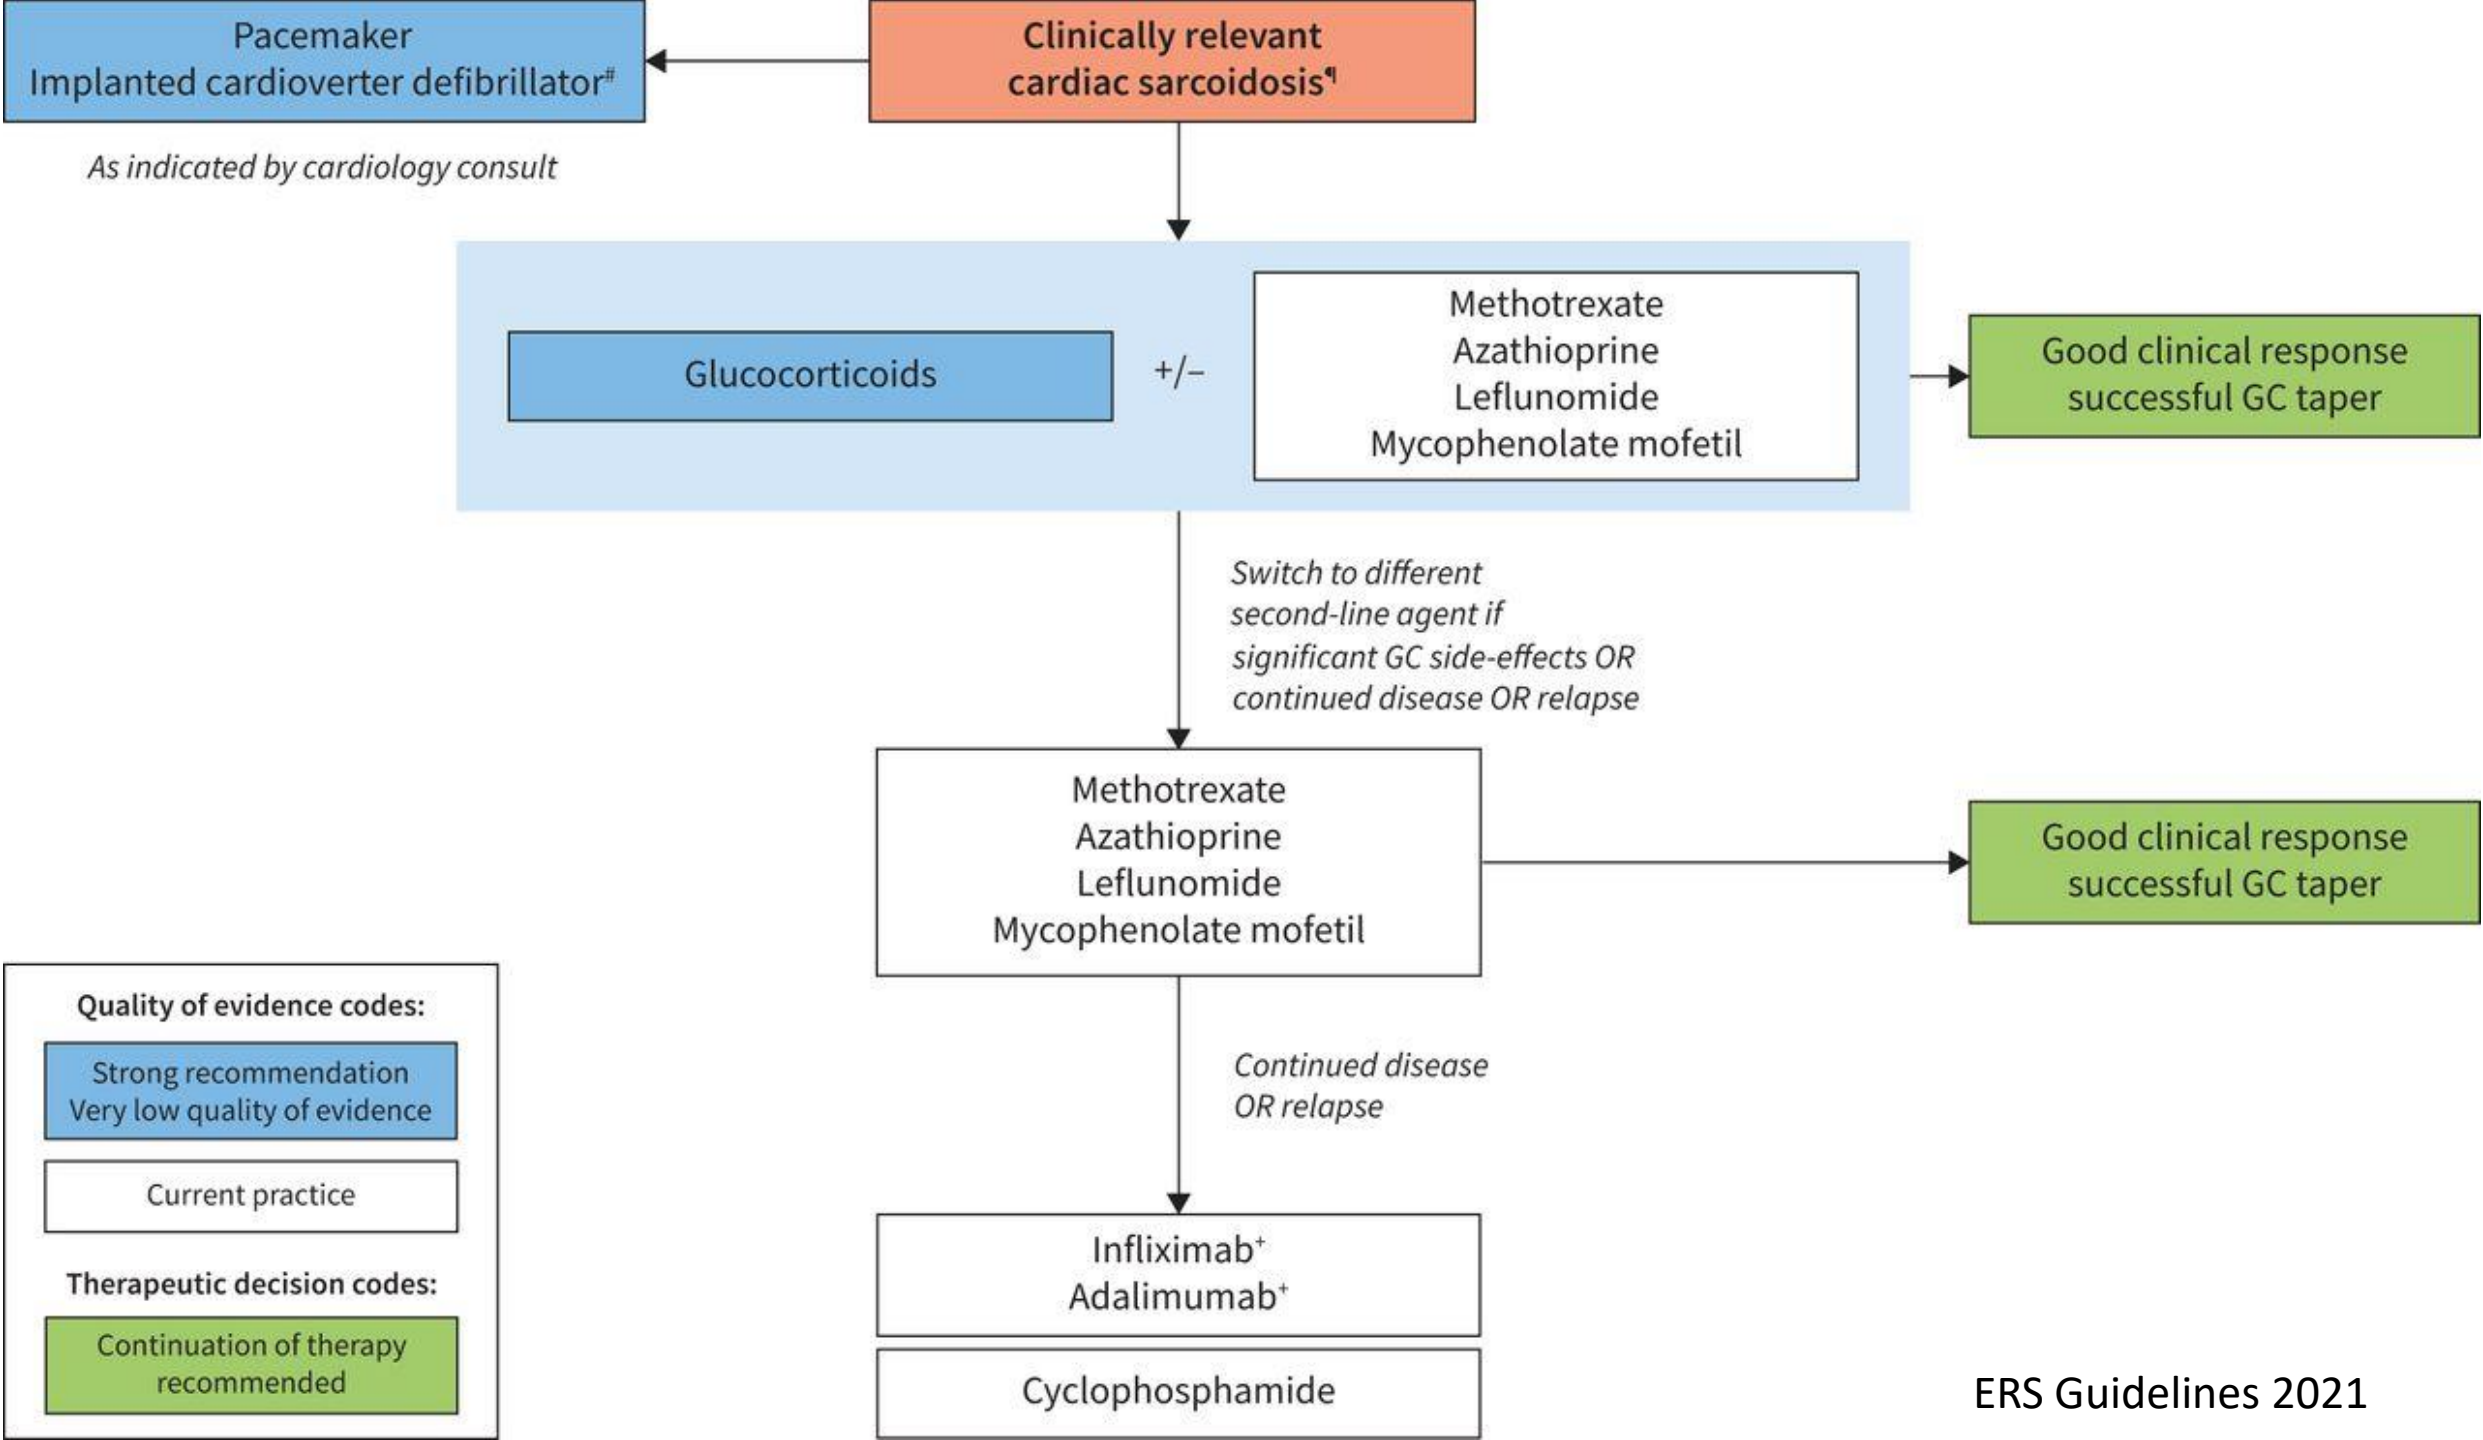 Pacemaker
Implanted cardioverter defibrillator#
Clinically relevant
cardiac sarcoidosis¶
As indicated by cardiology consult
Glucocorticoids
+/–
Methotrexate
Azathioprine
Leflunomide
Mycophenolate mofetil
Good clinical response
successful GC taper
Switch to different
second-line agent if
significant GC side-effects OR
continued disease OR relapse
Methotrexate
Azathioprine
Leflunomide
Mycophenolate mofetil
Good clinical response
successful GC taper
Continued disease
OR relapse
Infliximab+
Adalimumab+
Cyclophosphamide
Quality of evidence codes:
Strong recommendation
Very low quality of evidence
Current practice
Therapeutic decision codes:
Continuation of therapy
recommended
ERS Guidelines 2021